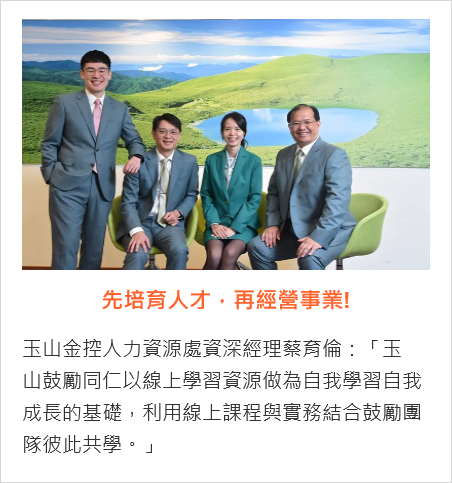 先培育人才，再經營事業!
玉山金控人力資源處資深經理蔡育倫：「玉
山鼓勵同仁以線上學習資源做為自我學習自我
成長的基礎，利用線上課程與實務結合鼓勵團
隊彼此共學。」